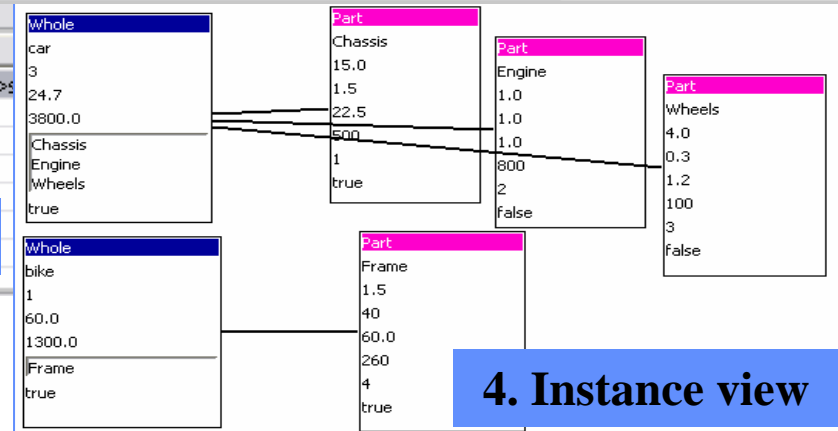 Whole
car
3
24.7
3800.0
Chassis
Engine
Wheels
true
Part
Chassis
15.0
1.5
22.5
500
1
true
Part
Engine
1.0
1.0
1.0
800
2
false
Part
Wheels
4.0
0.3
1.2
100
3
false
Whole
bike
1
60.0
1300.0
Frame
true
Part
Frame
1.5
40
60.0
260
4
true
4. Instance view